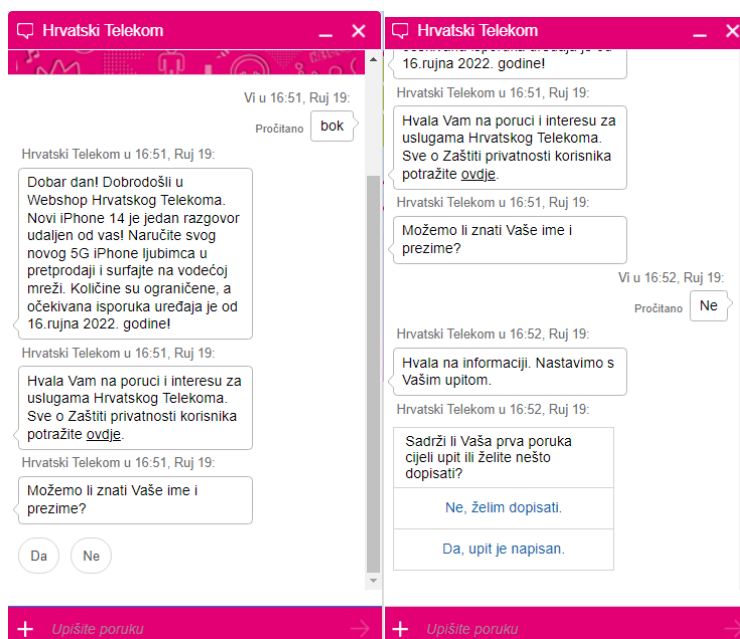 Hrvatski Telekom
Vi u 16:51, Ruj 19:
Pročitano bok
Hrvatski Telekom u 16:51, Ruj 19:
Dobar dan! Dobrodošli u
Webshop Hrvatskog Telekoma.
Novi iPhone 14 je jedan razgovor
udaljen od vas! Naručite svog
novog 5G iPhone ljubimca u
pretprodaji i surfajte na vodećoj
mreži. Količine su ograničene, a
očekivana isporuka uređaja je od
16.rujna 2022. godine!
Hrvatski Telekom u 16:51, Ruj 19:
Hvala Vam na poruci i interesu za
uslugama Hrvatskog Telekoma.
Sve o Zaštiti privatnosti korisnika
potražite ovdje.
Hrvatski Telekom u 16:51, Ruj 19:
Možemo li znati Vaše ime i
prezime?
Da Ne
Upišite poruku
Hrvatski Telekom
očekivana isporuka uređaja je od
16.rujna 2022. godine!
Hrvatski Telekom u 16:51, Ruj 19:
Hvala Vam na poruci i interesu za
uslugama Hrvatskog Telekoma.
Sve o Zaštiti privatnosti korisnika
potražite ovdje.
Hrvatski Telekom u 16:51, Ruj 19:
Možemo li znati Vaše ime i
prezime?
Vi u 16:52, Ruj 19:
Pročitano Ne
Hrvatski Telekom u 16:52, Ruj 19:
Hvala na informaciji. Nastavimo s
Vašim upitom.
Hrvatski Telekom u 16:52, Ruj 19:
Sadrži li Vaša prva poruka
cijeli upit ili želite nešto
dopisati?
Ne, želim dopisati.
Da, upit je napisan.
Upišite poruku